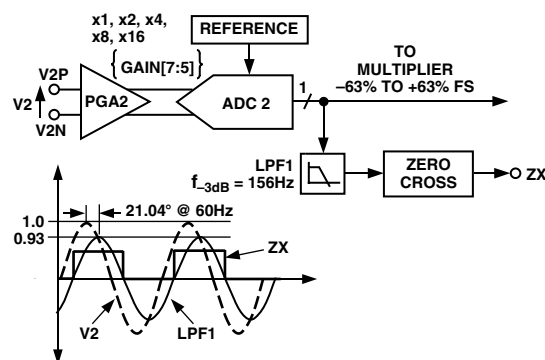 x1, x2, x4,
x8, x16
REFERENCE
{GAIN[7:5]}
V2P
V2
V2N
PGA2
ADC 2
1
TO
MULTIPLIER
–63% TO +63% FS
LPF1
f–3dB = 156Hz
ZERO
CROSS
ZX
21.04° @ 60Hz
1.0
0.93
ZX
V2
LPF1